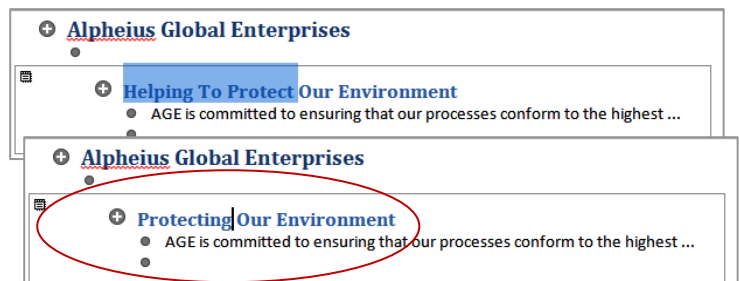 Alpheius Global Enterprises
Helping To Protect Our Environment
AGE is committed to ensuring that our processes conform to the highest ...
Alpheius Global Enterprises
Protecting Our Environment
AGE is committed to ensuring that our processes conform to the highest ...